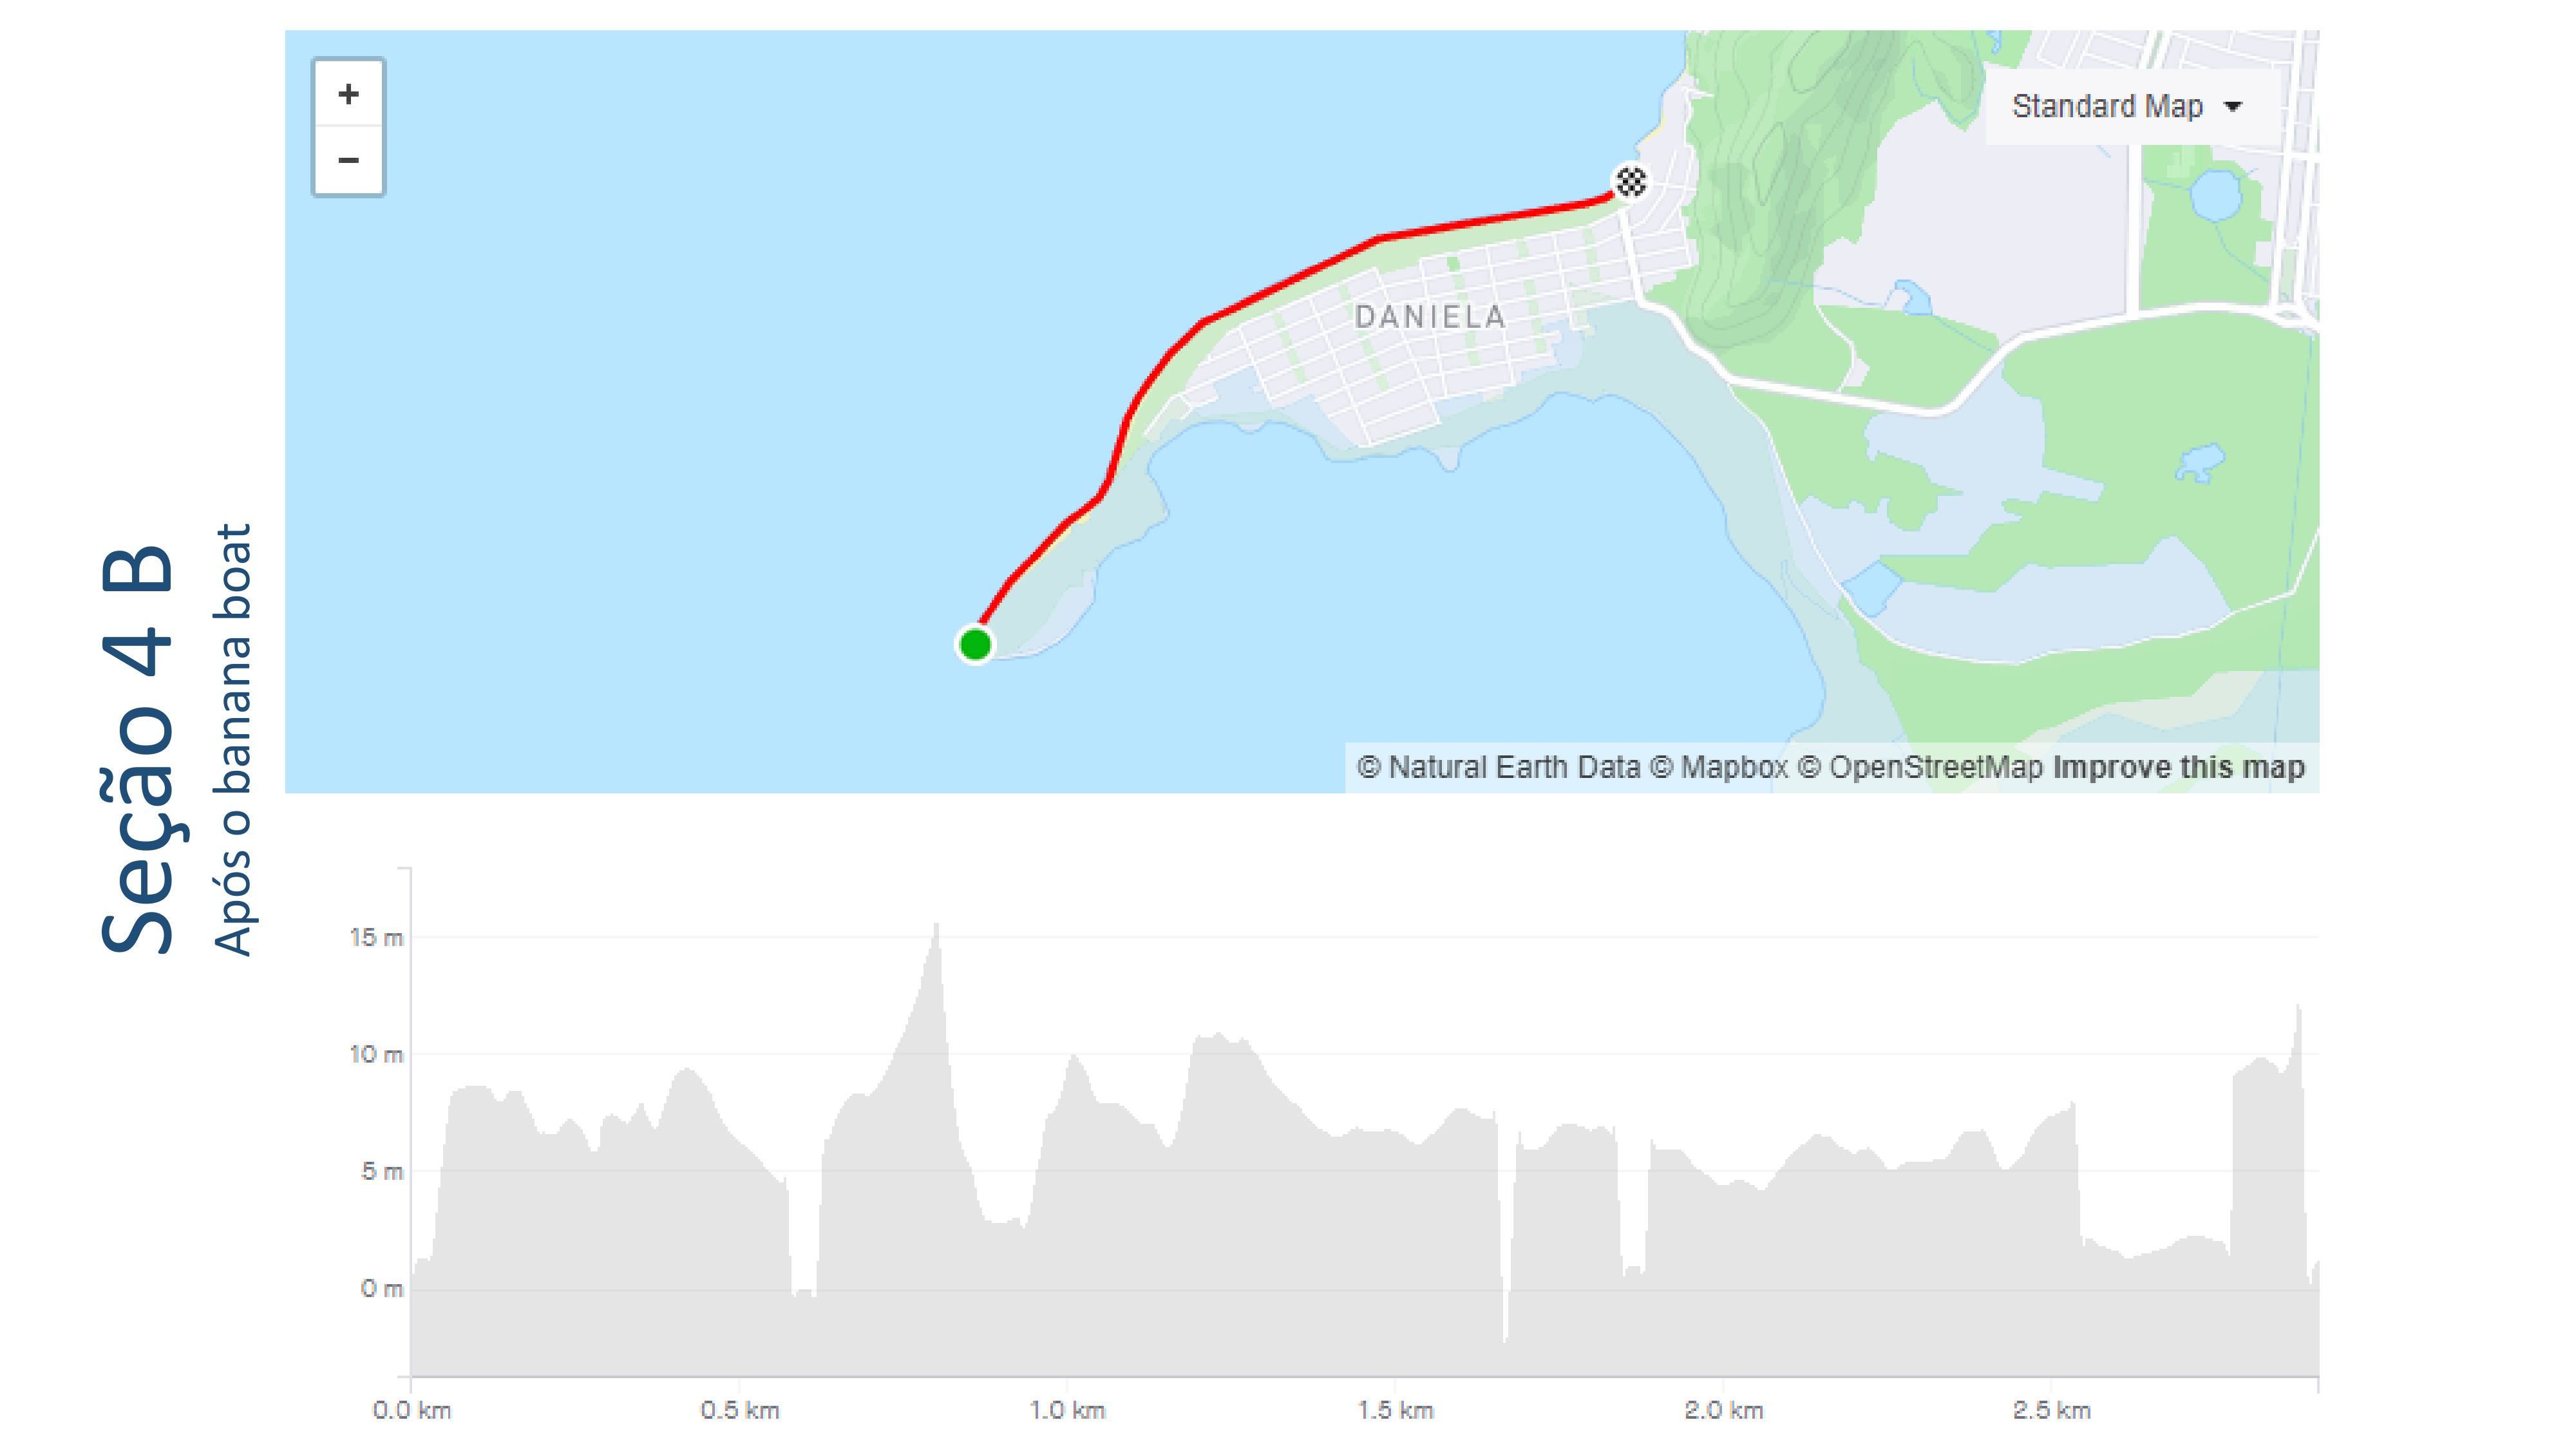 Seção 4 B
Após o banana boat
+
−
Standard Map
DANIELA
© Natural Earth Data © Mapbox © OpenStreetMap Improve this map
15 m
10 m
5 m
0 m
0.0 km
0.5 km
1.0 km
1.5 km
2.0 km
2.5 km